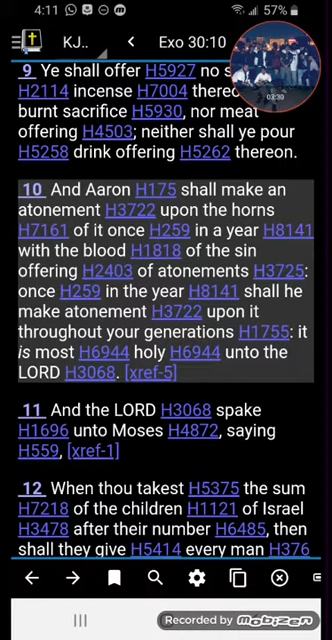 4:11 57%
KJ.. Exo 30:10
03:30
9 Ye shall offer H5927 no
H2114 incense H7004
burnt sacrifice H5930, nor meat
offering H4503; neither shall ye pour
H5258 drink offering H5262 thereon.
10 And Aaron H175 shall make an
atonement H3722 upon the horns
H7161 of it once H259 in a year H8141
with the blood H1818 of the sin
offering H2403 of atonements H3725:
once H259 in the year H8141 shall he
make atonement H3722 upon it
throughout your generations H1755: it
is most H6944 holy H6944 unto the
LORD H3068. [xref-5]
11 And the LORD H3068 spake
H1696 unto Moses H4872, saying
H559, [xref-1]
12 When thou takest H5375 the sum
H7218 of the children H1121 of Israel
H3478 after their number H6485, then
shall they give H5414 every man H376
Recorded by mobizen